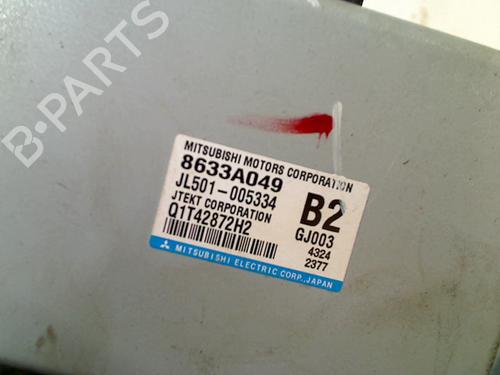 B-PARTS
MITSUBISHI MOTORS CORPORATION
8633A049
JL501-005334
JTEKT CORPORATION
Q1T42872H2
B2
GJ003
4324
2377
MITSUBISHI ELECTRIC CORP., JAPAN